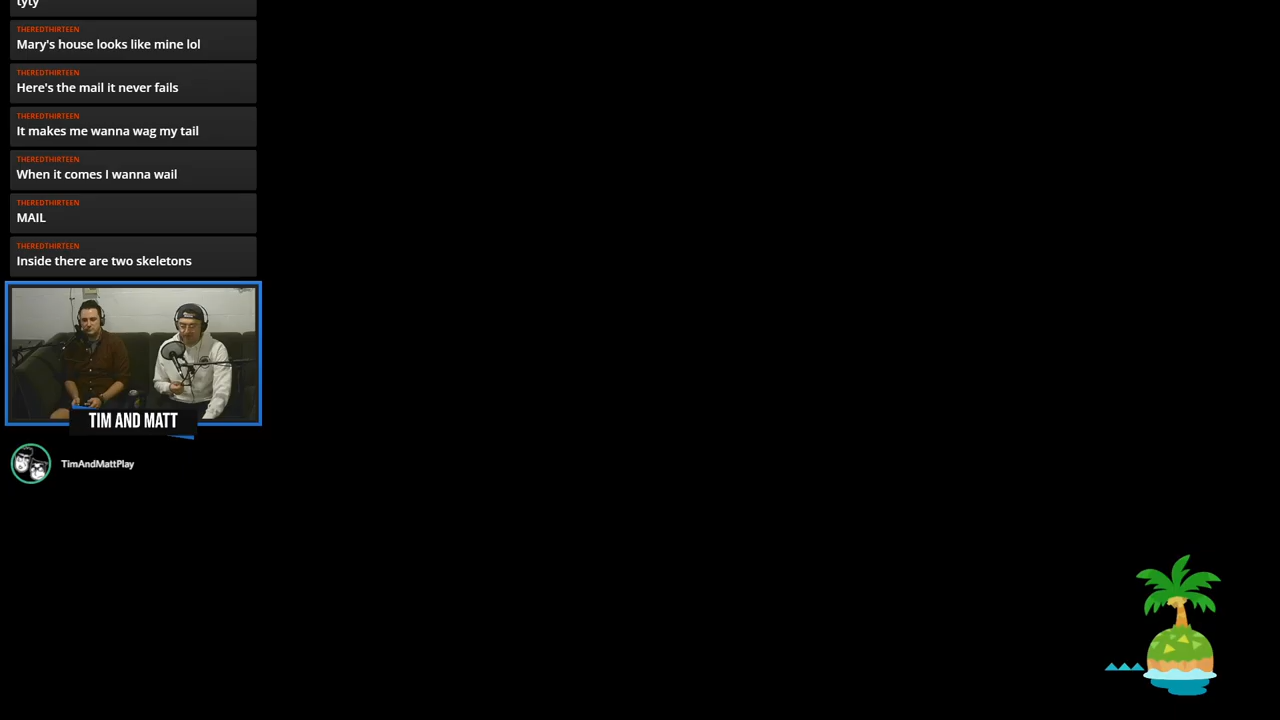 tyty
THEREDTHIRTEEN
Mary's house looks like mine lol
THEREDTHIRTEEN
Here's the mail it never fails
THEREDTHIRTEEN
It makes me wanna wag my tail
THEREDTHIRTEEN
When it comes I wanna wail
THEREDTHIRTEEN
MAIL
THEREDTHIRTEEN
Inside there are two skeletons
TIM AND MATT
TimAndMattPlay